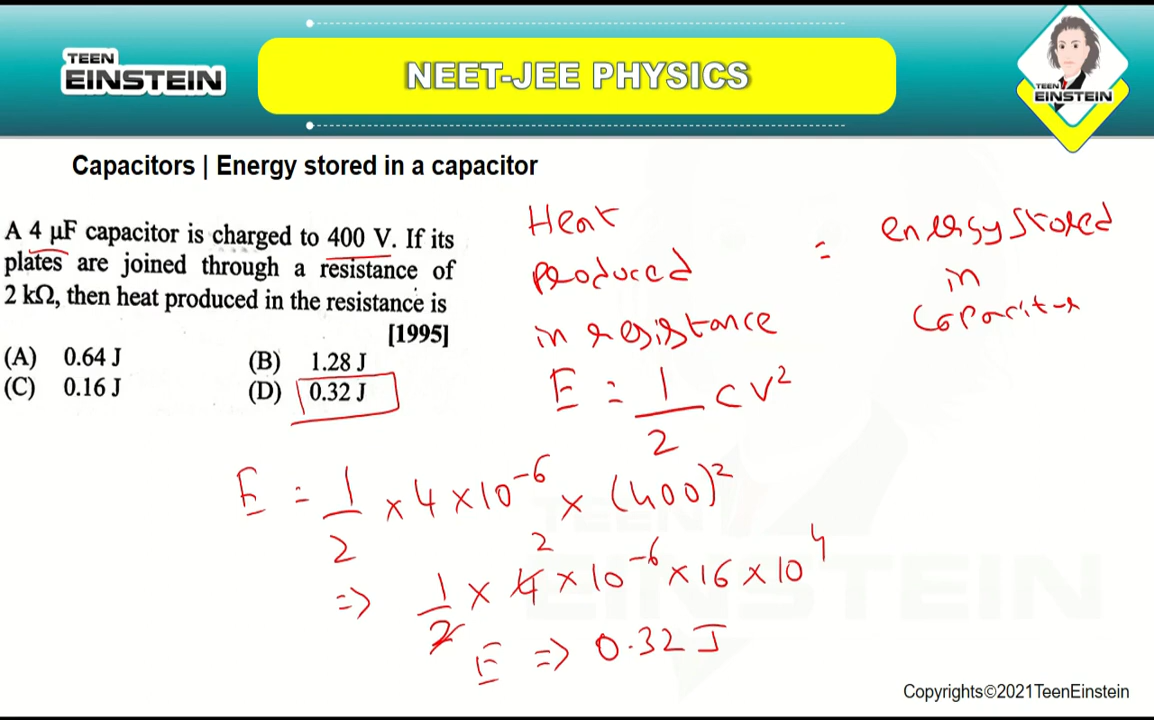 TEEN
EINSTEIN
NEET-JEE PHYSICS
TEEN
EINSTEIN
Capacitors | Energy stored in a capacitor
A 4 μF capacitor is charged to 400 V. If its
plates are joined through a resistance of
2 kΩ, then heat produced in the resistance is
[1995]
(A) 0.64 J (B) 1.28 J
(C) 0.16 J (D) 0.32 J
Heat
produced
in resistance
=
energy stored
in
capacitor
E = 1/2 CV²
E = 1/2 × 4 × 10⁻⁶ × (400)²
=> 1/2 × 4 × 10⁻⁶ × 16 × 10⁴
2
E => 0.32 J
TEEN
EINSTEIN
Copyrights©2021TeenEinstein